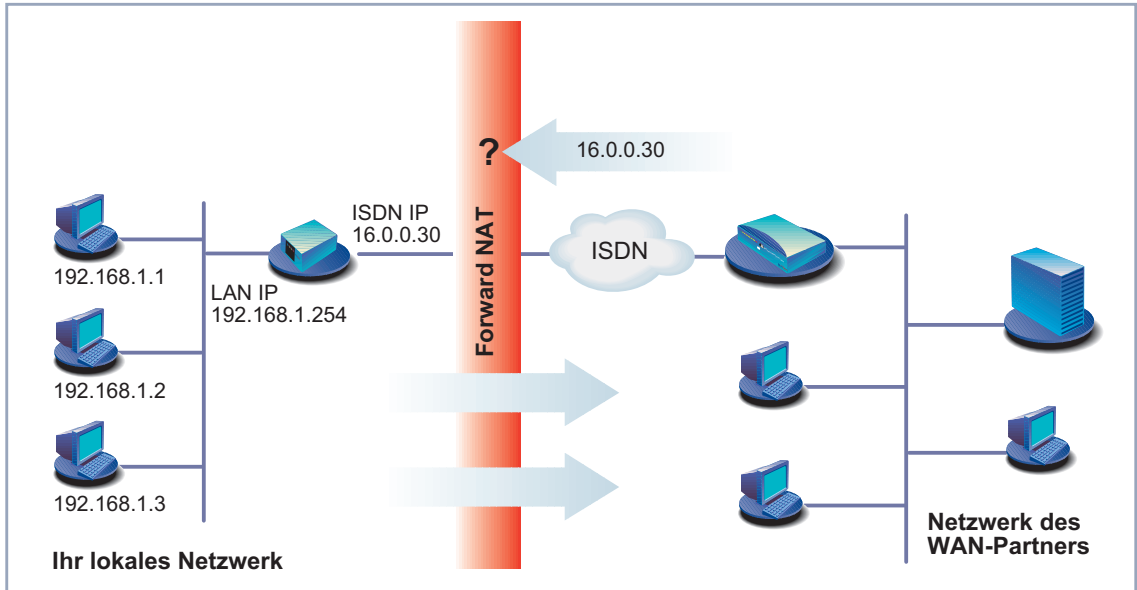 ?
16.0.0.30
ISDN IP
16.0.0.30
Forward NAT
ISDN
192.168.1.1
LAN IP
192.168.1.254
192.168.1.2
192.168.1.3
Ihr lokales Netzwerk
Netzwerk des
WAN-Partners